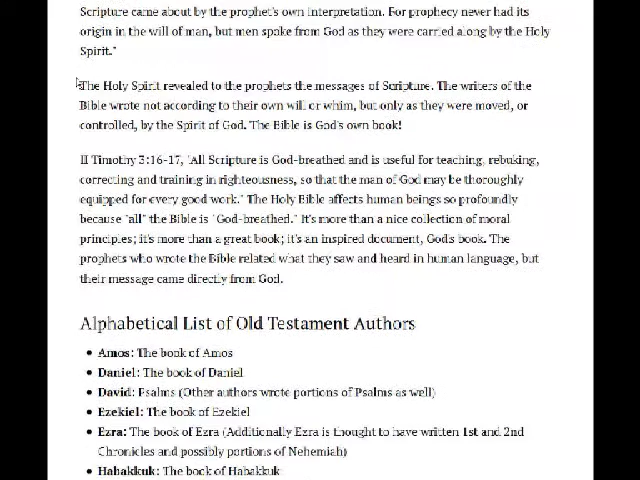 Scripture came about by the prophet's own interpretation. For prophecy never had its
origin in the will of man, but men spoke from God as they were carried along by the Holy
Spirit."
The Holy Spirit revealed to the prophets the messages of Scripture. The writers of the
Bible wrote not according to their own will or whim, but only as they were moved, or
controlled, by the Spirit of God. The Bible is God's own book!
II Timothy 3:16-17, "All Scripture is God-breathed and is useful for teaching, rebuking,
correcting and training in righteousness, so that the man of God may be thoroughly
equipped for every good work." The Holy Bible affects human beings so profoundly
because "all" the Bible is "God-breathed." It's more than a nice collection of moral
principles; it's more than a great book; it's an inspired document, God's book. The
prophets who wrote the Bible related what they saw and heard in human language, but
their message came directly from God.
Alphabetical List of Old Testament Authors
• Amos: The book of Amos
• Daniel: The book of Daniel
• David: Psalms (Other authors wrote portions of Psalms as well)
• Ezekiel: The book of Ezekiel
• Ezra: The book of Ezra (Additionally Ezra is thought to have written 1st and 2nd
Chronicles and possibly portions of Nehemiah)
• Habakkuk: The book of Habakkuk